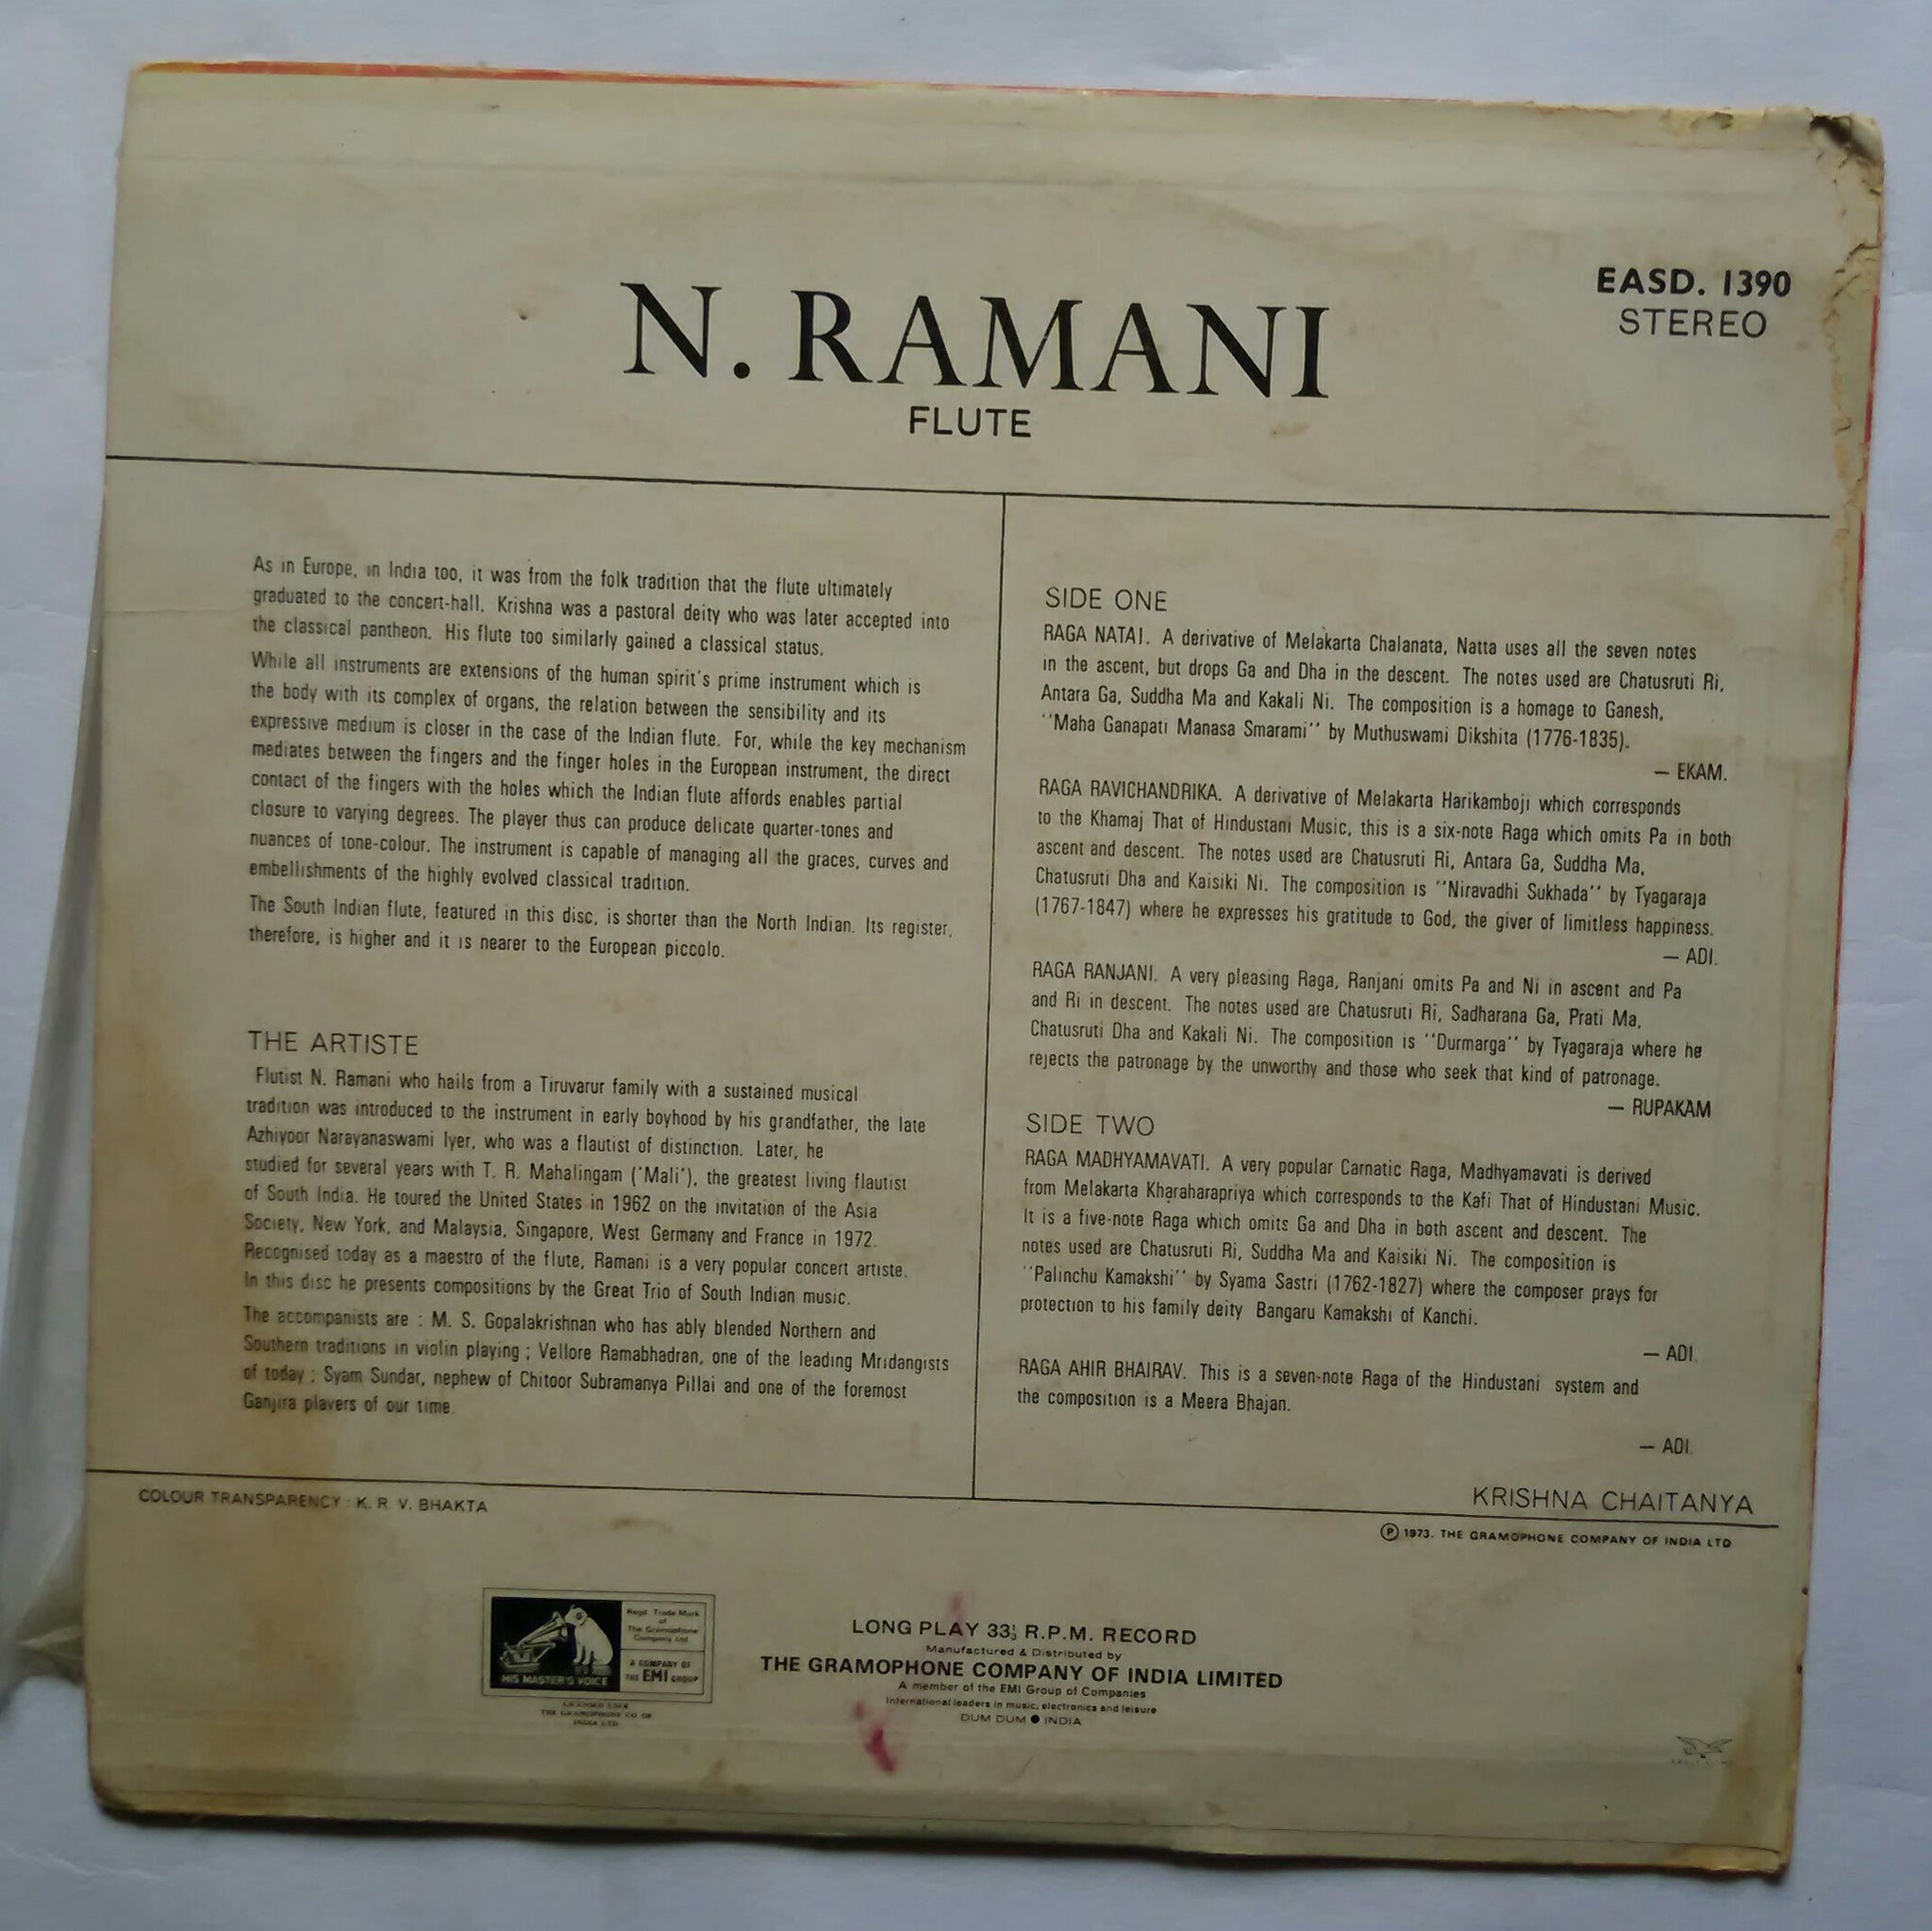 N. RAMANI
FLUTE
EASD. 1390
STEREO
As in Europe, in India too, it was from the folk tradition that the flute ultimately
graduated to the concert-hall. Krishna was a pastoral deity who was later accepted into
the classical pantheon. His flute too similarly gained a classical status.
While all instruments are extensions of the human spirit's prime instrument which is
the body with its complex of organs, the relation between the sensibility and its
expressive medium is closer in the case of the Indian flute. For, while the key mechanism
mediates between the fingers and the finger holes in the European instrument, the direct
contact of the fingers with the holes which the Indian flute affords enables partial
closure to varying degrees. The player thus can produce delicate quarter-tones and
nuances of tone-colour. The instrument is capable of managing all the graces, curves and
embellishments of the highly evolved classical tradition.
The South Indian flute, featured in this disc, is shorter than the North Indian. Its register,
therefore, is higher and it is nearer to the European piccolo.
THE ARTISTE
Flutist N. Ramani who hails from a Tiruvarur family with a sustained musical
tradition was introduced to the instrument in early boyhood by his grandfather, the late
Azhiyoor Narayanaswami Iyer, who was a flautist of distinction. Later, he
studied for several years with T. R. Mahalingam ('Mali'), the greatest living flautist
of South India. He toured the United States in 1962 on the invitation of the Asia
Society, New York, and Malaysia, Singapore, West Germany and France in 1972.
Recognised today as a maestro of the flute, Ramani is a very popular concert artiste.
In this disc he presents compositions by the Great Trio of South Indian music.
The accompanists are : M. S. Gopalakrishnan who has ably blended Northern and
Southern traditions in violin playing ; Vellore Ramabhadran, one of the leading Mridangists
of today ; Syam Sundar, nephew of Chitoor Subramanya Pillai and one of the foremost
Ganjira players of our time
SIDE ONE
RAGA NATAI. A derivative of Melakarta Chalanata, Natta uses all the seven notes
in the ascent, but drops Ga and Dha in the descent. The notes used are Chatusruti Ri,
Antara Ga, Suddha Ma and Kakali Ni. The composition is a homage to Ganesh,
''Maha Ganapati Manasa Smarami'' by Muthuswami Dikshita (1776-1835).
— EKAM.
RAGA RAVICHANDRIKA. A derivative of Melakarta Harikamboji which corresponds
to the Khamaj That of Hindustani Music, this is a six-note Raga which omits Pa in both
ascent and descent. The notes used are Chatusruti Ri, Antara Ga, Suddha Ma,
Chatusruti Dha and Kaisiki Ni. The composition is ''Niravadhi Sukhada'' by Tyagaraja
(1767-1847) where he expresses his gratitude to God, the giver of limitless happiness.
— ADI.
RAGA RANJANI. A very pleasing Raga, Ranjani omits Pa and Ni in ascent and Pa
and Ri in descent. The notes used are Chatusruti Ri, Sadharana Ga, Prati Ma,
Chatusruti Dha and Kakali Ni. The composition is ''Durmarga'' by Tyagaraja where he
rejects the patronage by the unworthy and those who seek that kind of patronage.
— RUPAKAM
SIDE TWO
RAGA MADHYAMAVATI. A very popular Carnatic Raga, Madhyamavati is derived
from Melakarta Kharaharapriya which corresponds to the Kafi That of Hindustani Music.
It is a five-note Raga which omits Ga and Dha in both ascent and descent. The
notes used are Chatusruti Ri, Suddha Ma and Kaisiki Ni. The composition is
''Palinchu Kamakshi'' by Syama Sastri (1762-1827) where the composer prays for
protection to his family deity Bangaru Kamakshi of Kanchi.
— ADI.
RAGA AHIR BHAIRAV. This is a seven-note Raga of the Hindustani system and
the composition is a Meera Bhajan.
— ADI
KRISHNA CHAITANYA
COLOUR TRANSPARENCY : K. R. V. BHAKTA
℗ 1973. THE GRAMOPHONE COMPANY OF INDIA LTD
HIS MASTER'S VOICE
Regd. Trade Mark
of
The Gramophone
Company Ltd
A COMPANY OF
THE EMI GROUP
LICENSED USER
THE GRAMOPHONE CO OF
INDIA LTD
LONG PLAY 33⅓ R.P.M. RECORD
Manufactured & Distributed by
THE GRAMOPHONE COMPANY OF INDIA LIMITED
A member of the EMI Group of Companies
International leaders in music, electronics and leisure
DUM DUM ● INDIA